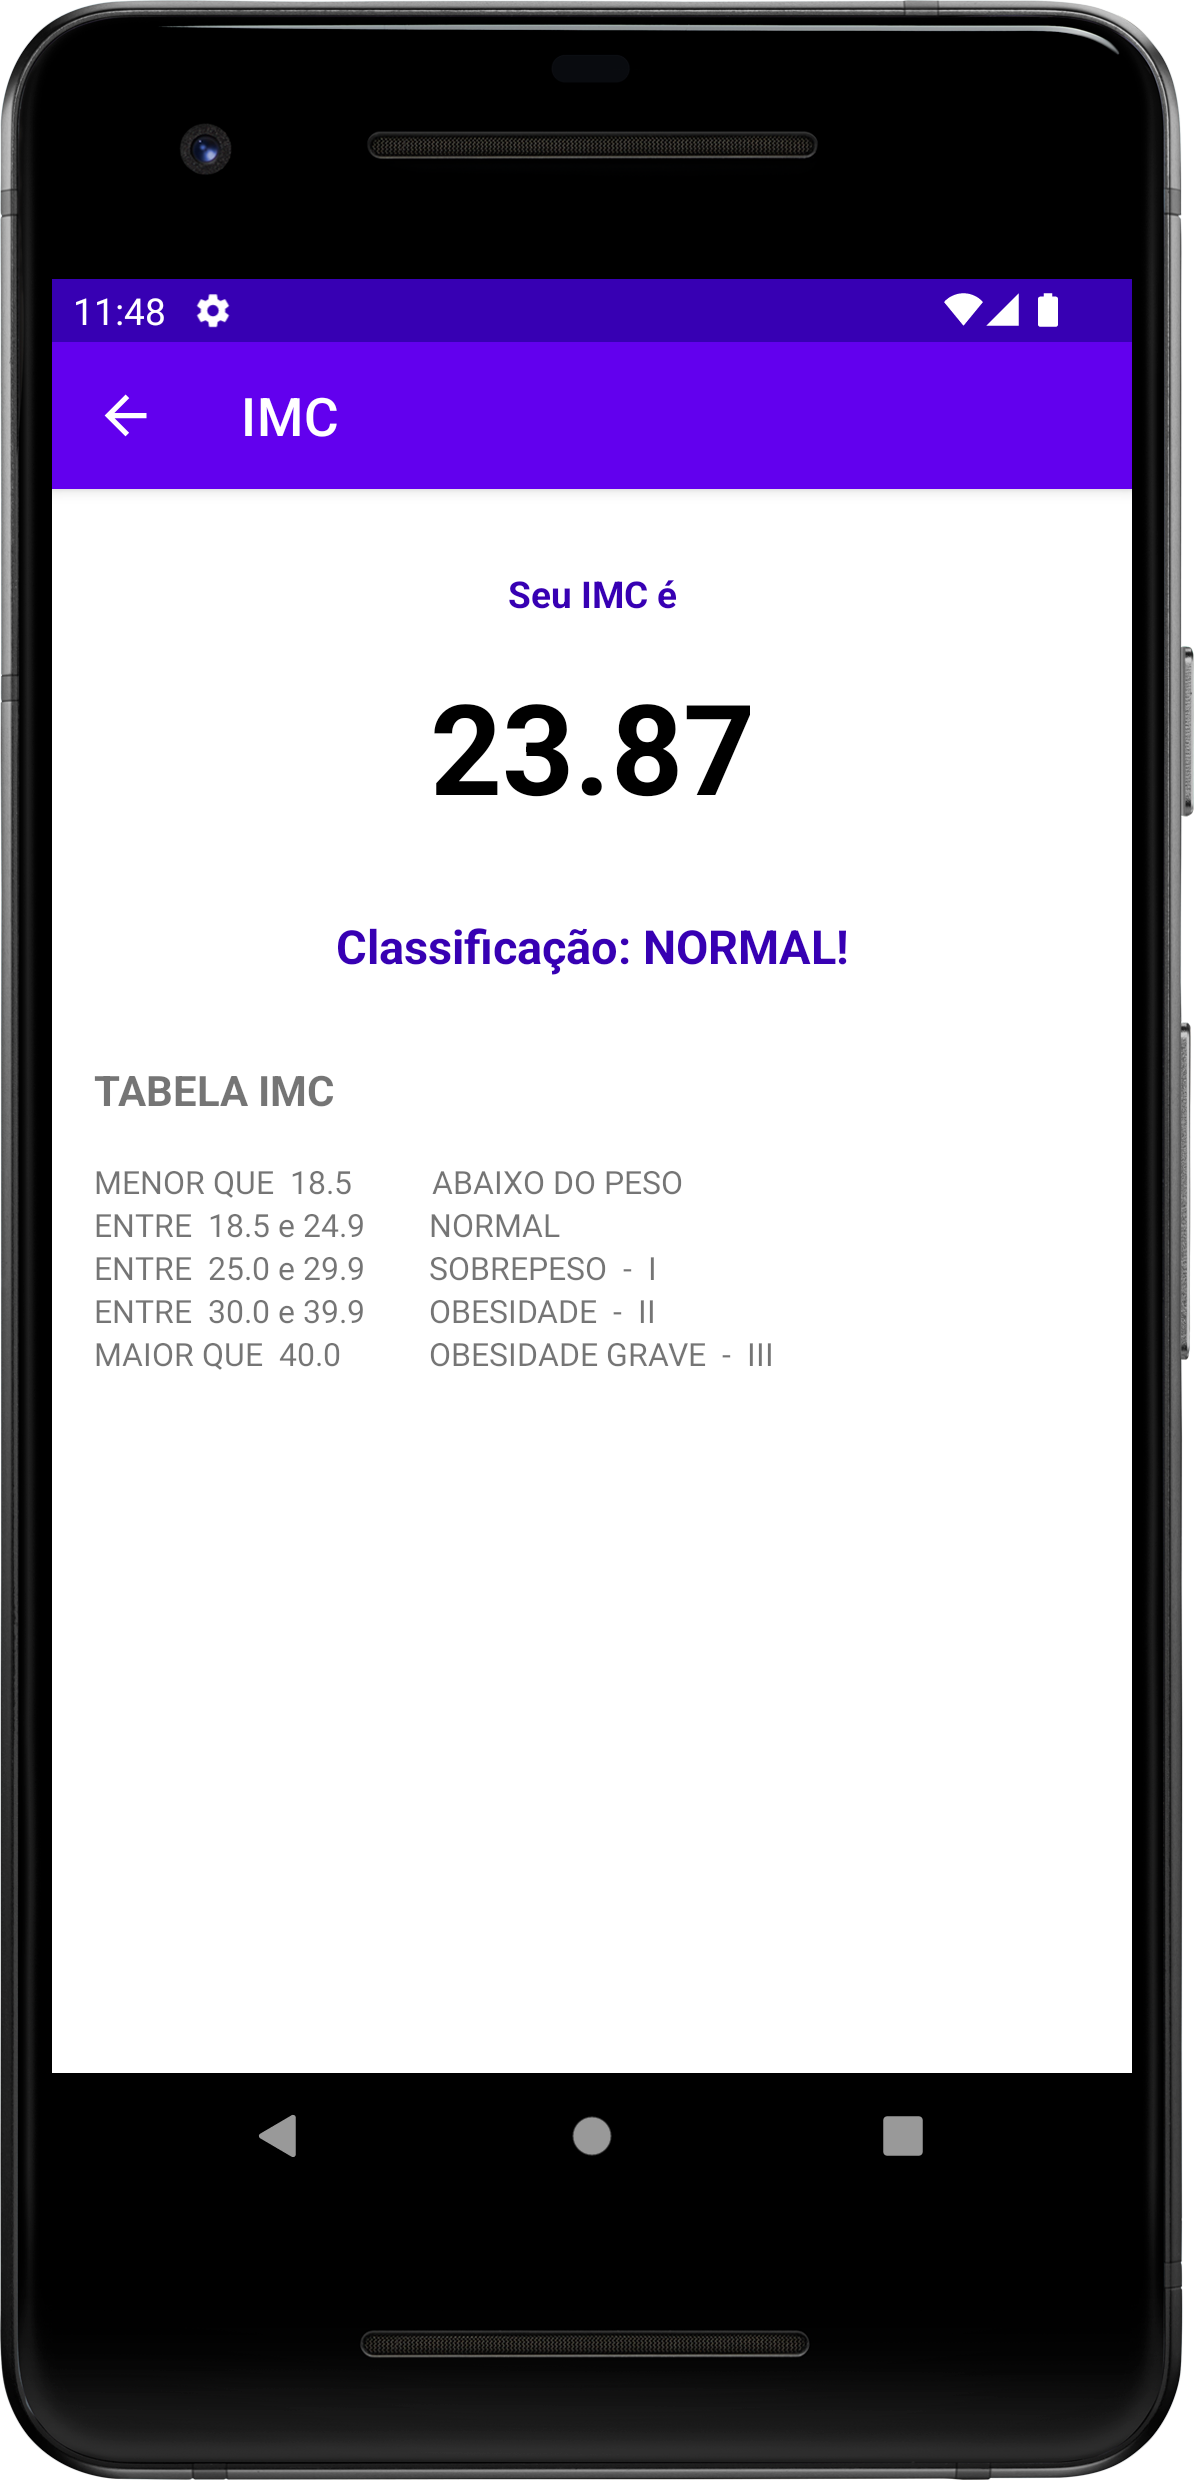 11:48
IMC
Seu IMC é
23.87
Classificação: NORMAL!
TABELA IMC
MENOR QUE 18.5 ABAIXO DO PESO
ENTRE 18.5 e 24.9 NORMAL
ENTRE 25.0 e 29.9 SOBREPESO - I
ENTRE 30.0 e 39.9 OBESIDADE - II
MAIOR QUE 40.0 OBESIDADE GRAVE - III